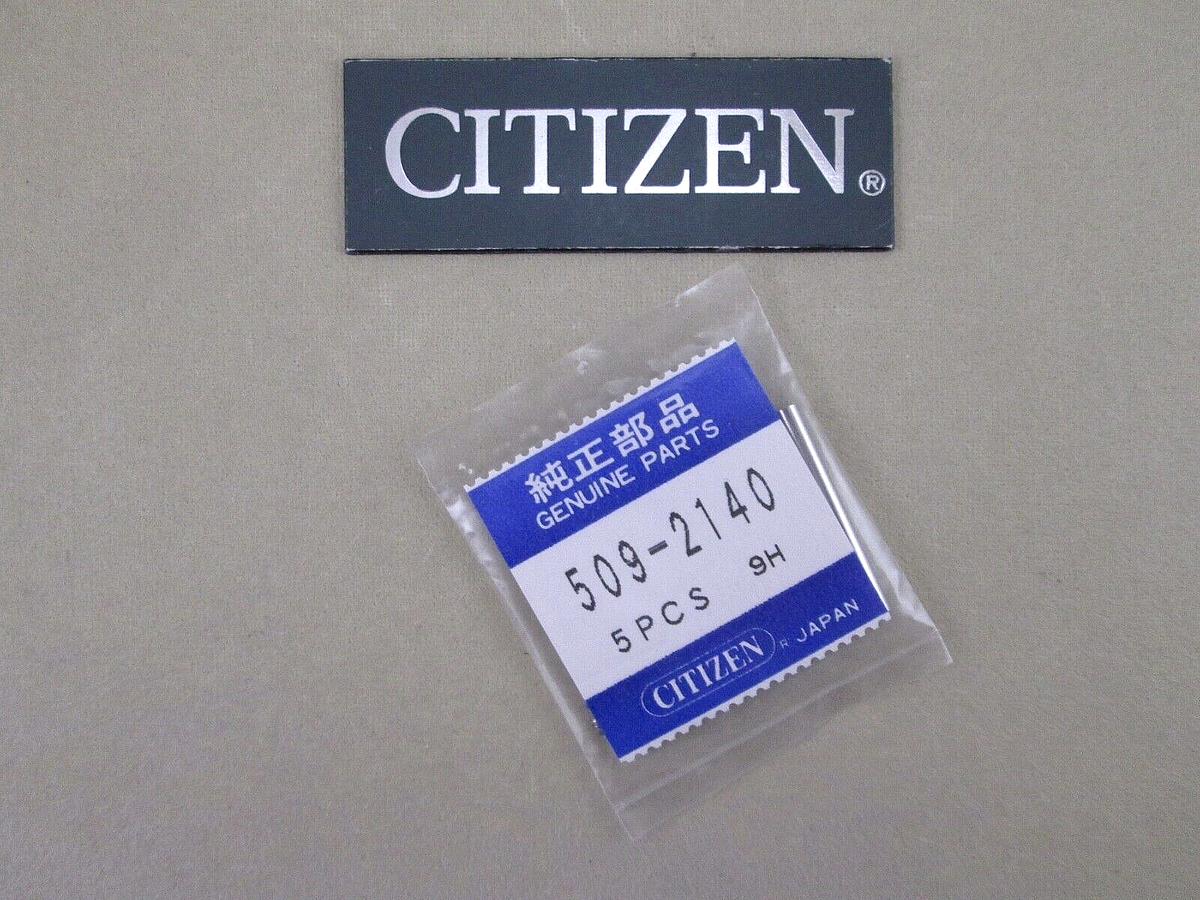 CITIZEN®
純正部品
GENUINE PARTS
509-2140
5PCS 9H
CITIZEN R JAPAN